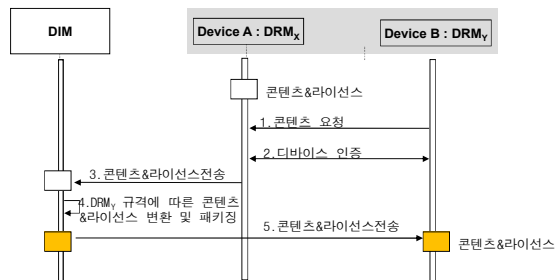 DIM
Device A : DRMX
Device B : DRMY
콘텐츠&라이선스
1.콘텐츠 요청
2.디바이스 인증
3.콘텐츠&라이선스전송
4.DRMY 규격에 따른 콘텐츠
&라이선스 변환 및 패키징
5.콘텐츠&라이선스전송
콘텐츠&라이선스